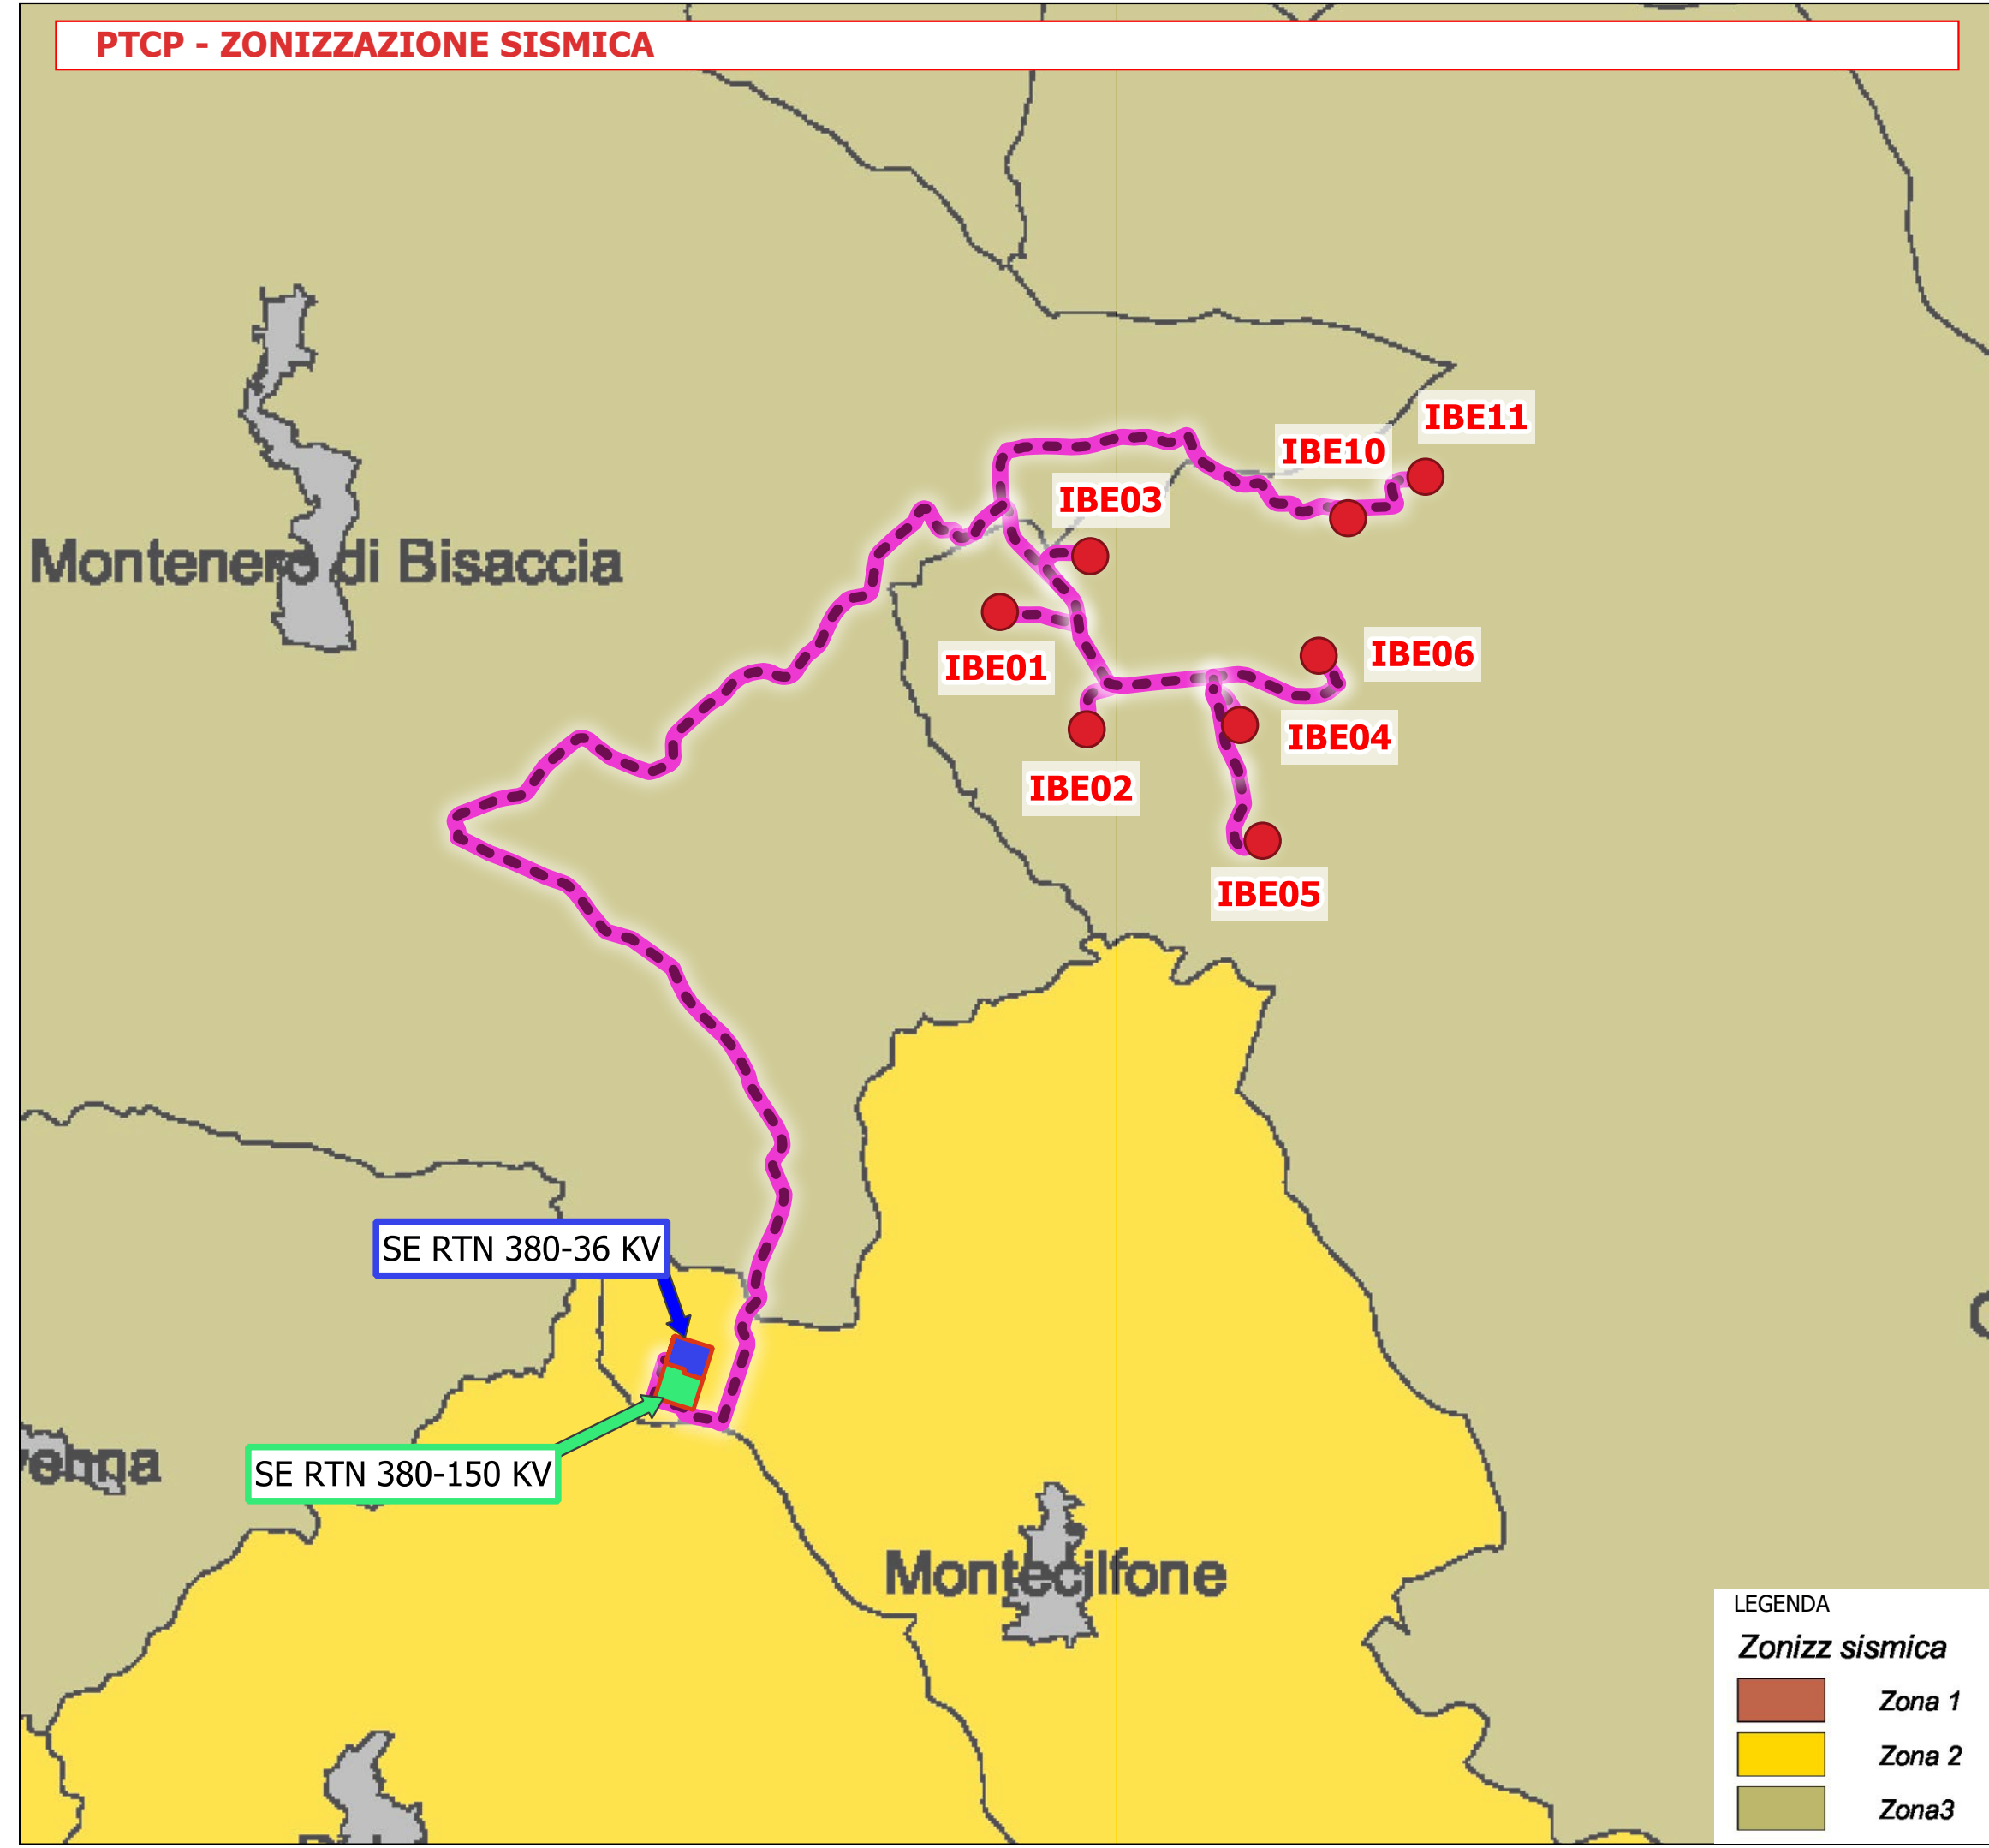 PTCP - ZONIZZAZIONE SISMICA
IBE11
IBE10
IBE03
Montenero di Bisaccia
IBE01
IBE06
IBE04
IBE02
IBE05
SE RTN 380-36 KV
SE RTN 380-150 KV
Montecilfone
LEGENDA
Zonizz sismica
Zona 1
Zona 2
Zona3